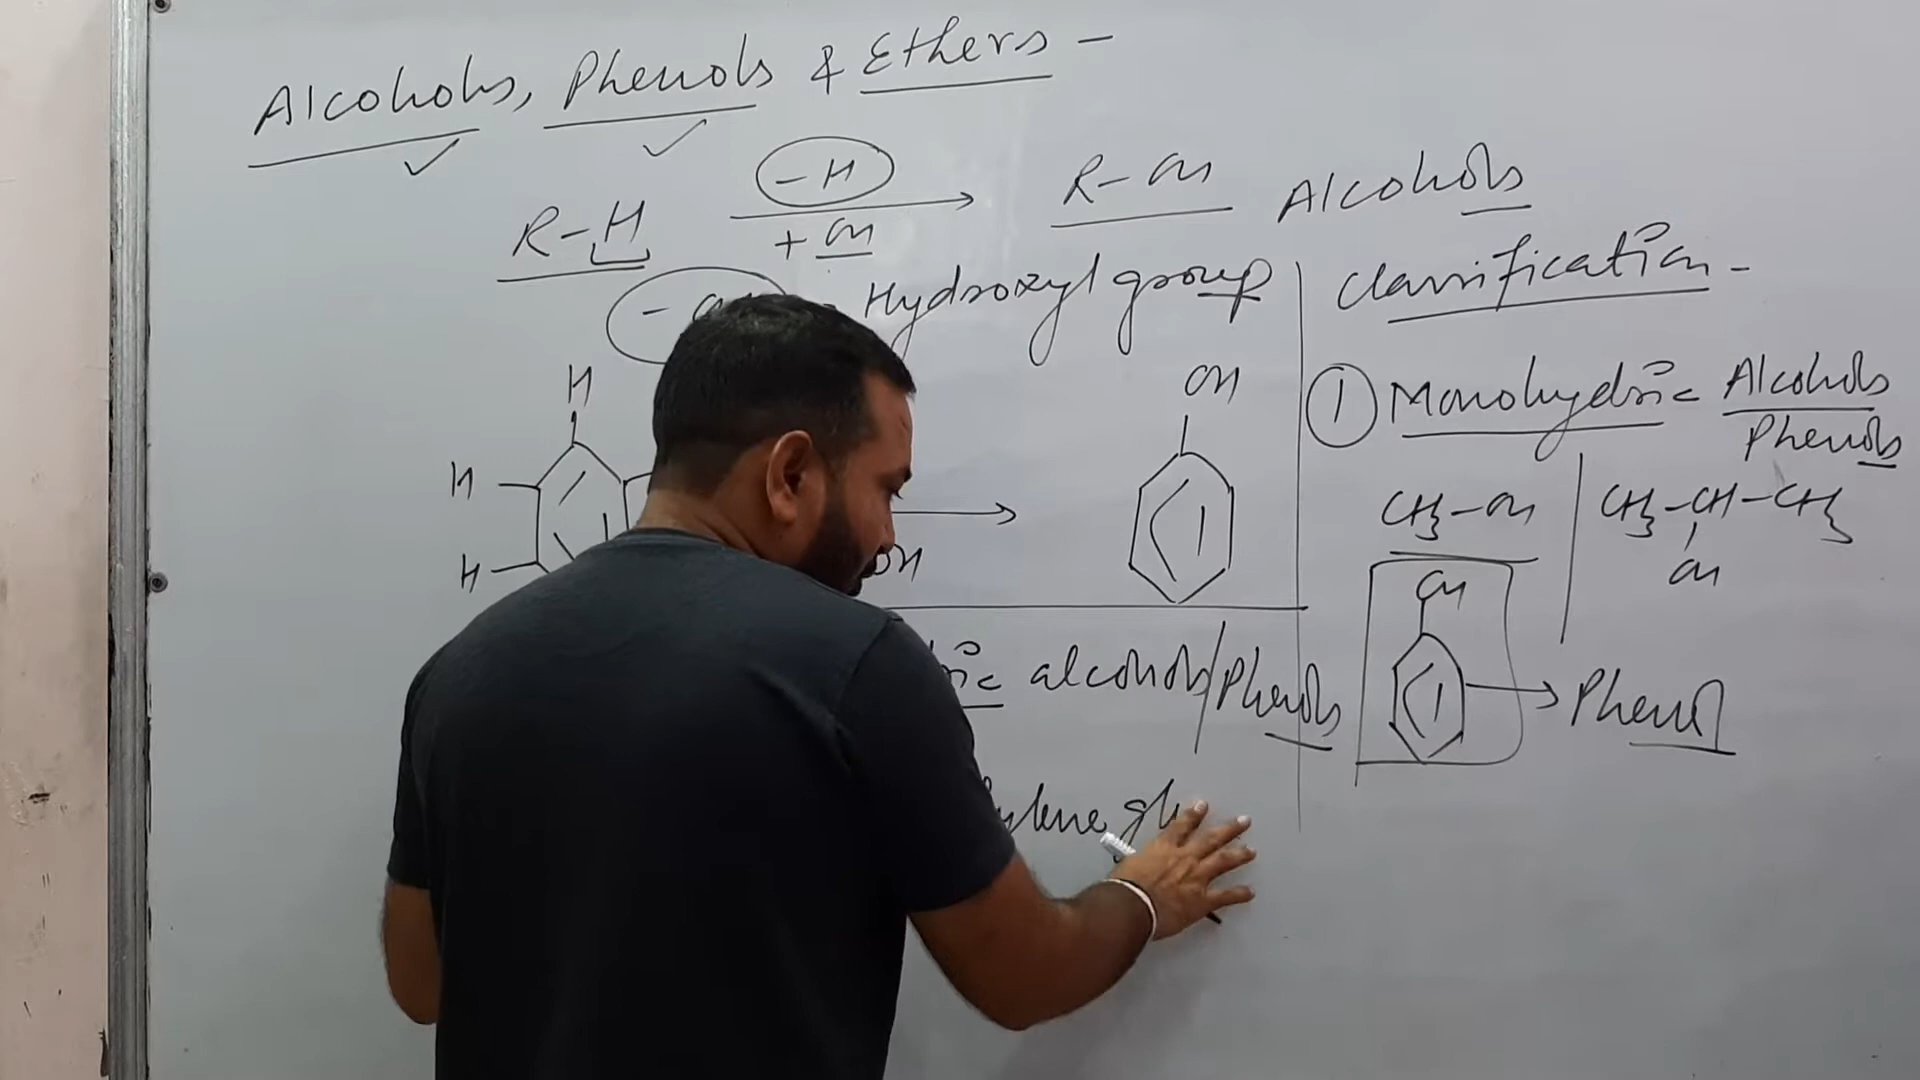 Alcohols, Phenols & Ethers -
R-H
-H
+ OH
R-OH Alcohols
- Hydroxyl group
H
H
H
OH
OH
Classification -
① Monohydric Alcohols
Phenols
CH3-OH
CH3-CH-CH3
OH
OH
→ Phenol
alcohols/Phenols